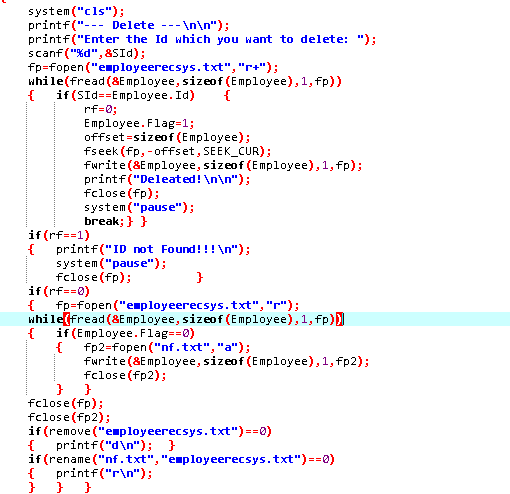 {
system("cls");
printf("--- Delete ---\n\n");
printf("Enter the Id which you want to delete: ");
scanf("%d",&SId);
fp=fopen("employeerecsys.txt","r+");
while(fread(&Employee,sizeof(Employee),1,fp))
{   if(SId==Employee.Id)    {
rf=0;
Employee.Flag=1;
offset=sizeof(Employee);
fseek(fp,-offset,SEEK_CUR);
fwrite(&Employee,sizeof(Employee),1,fp);
printf("Deleated!\n\n");
fclose(fp);
system("pause");
break;} }
if(rf==1)
{   printf("ID not Found!!!\n");
system("pause");
fclose(fp);         }
if(rf==0)
{   fp=fopen("employeerecsys.txt","r");
while(fread(&Employee,sizeof(Employee),1,fp))
{   if(Employee.Flag==0)
{   fp2=fopen("nf.txt","a");
fwrite(&Employee,sizeof(Employee),1,fp2);
fclose(fp2);
}   }
fclose(fp);
fclose(fp2);
if(remove("employeerecsys.txt")==0)
{   printf("d\n");  }
if(rename("nf.txt","employeerecsys.txt")==0)
{   printf("r\n");
}   }   }